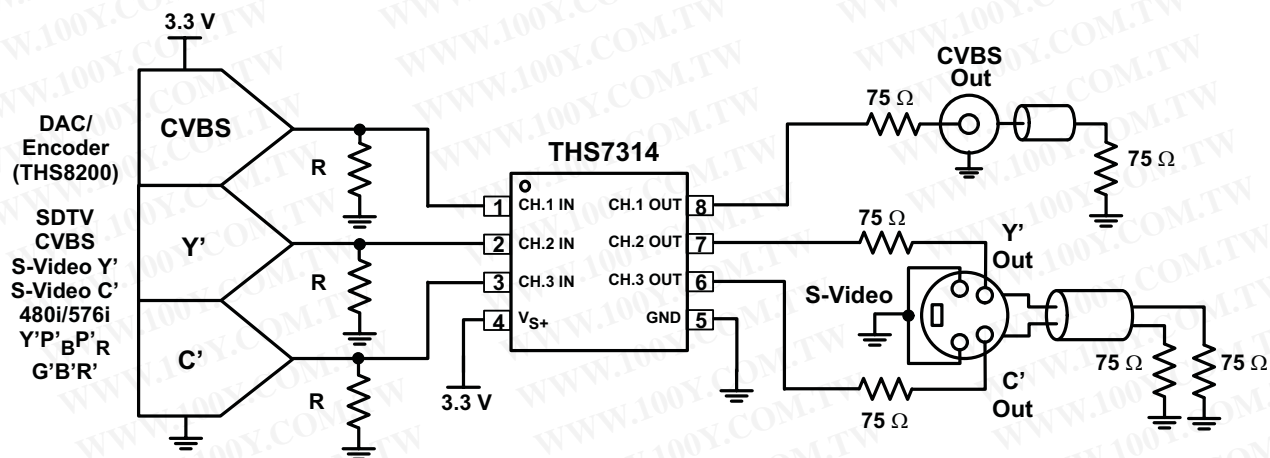 3.3 V
DAC/
Encoder
(THS8200)
SDTV
CVBS
S-Video Y'
S-Video C'
480i/576i
Y'P'BP'R
G'B'R'
CVBS
Y'
C'
R
R
R
3.3 V
THS7314
1 CH.1 IN CH.1 OUT 8
2 CH.2 IN CH.2 OUT 7
3 CH.3 IN CH.3 OUT 6
4 VS+ GND 5
CVBS
Out
75 Ω
75 Ω
75 Ω
Y'
Out
S-Video
75 Ω
75 Ω
75 Ω
C'
Out
WWW.100Y.COM.TW